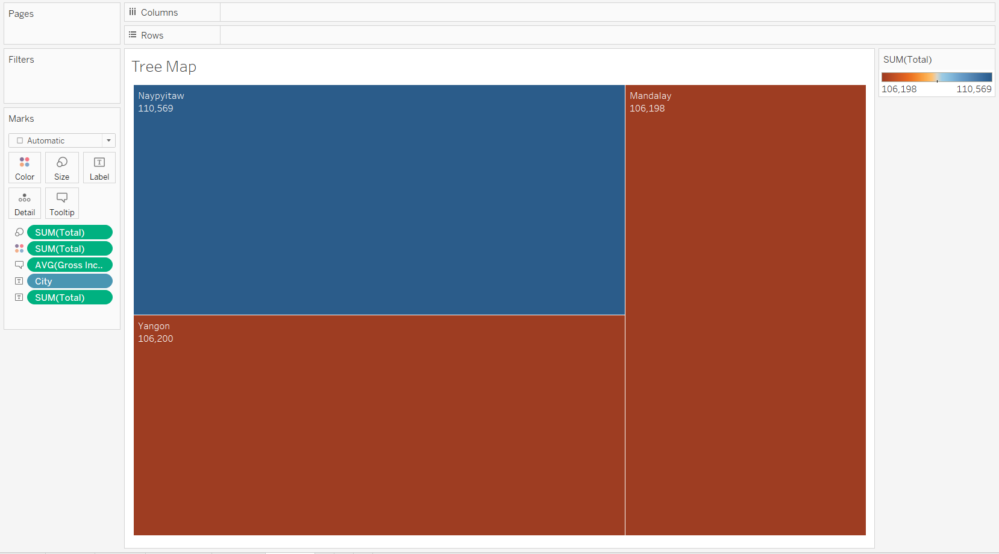 Pages
Columns
Rows
Filters
Marks
Automatic
Color
Size
Label
Detail
Tooltip
SUM(Total)
SUM(Total)
AVG(Gross Inc..
City
SUM(Total)
Tree Map
Naypyitaw
110,569
Mandalay
106,198
Yangon
106,200
SUM(Total)
106,198 110,569